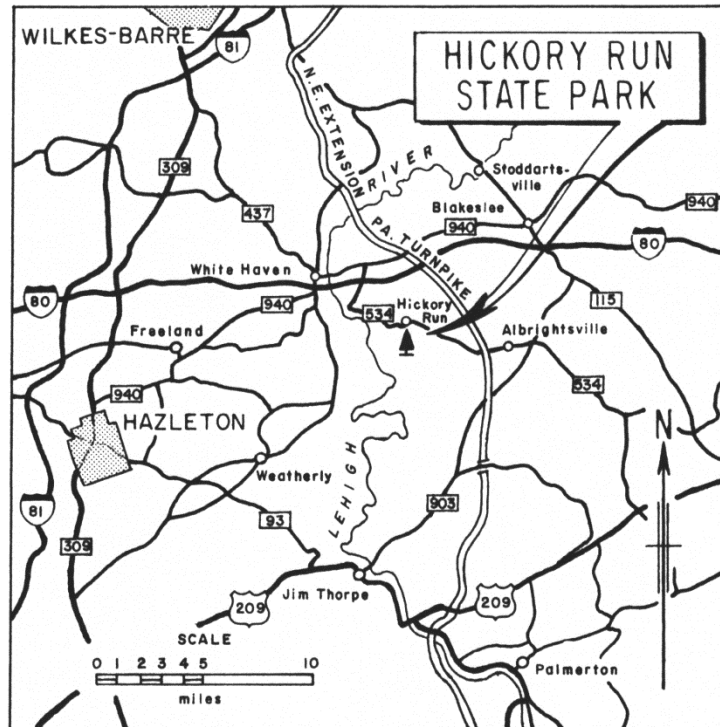 WILKES-BARRE
81
HICKORY RUN
STATE PARK
N.E. EXTENSION
PA. TURNPIKE
309
RIVER
Stoddarts-
ville
437
Blakeslee
940
940
80
White Haven
80
940
534
Hickory
Run
115
Freeland
Albrightsville
940
534
HAZLETON
N
LEHIGH
Weatherly
903
81
93
309
209
Jim Thorpe
209
SCALE
0 1 2 3 4 5 10
miles
Palmerton